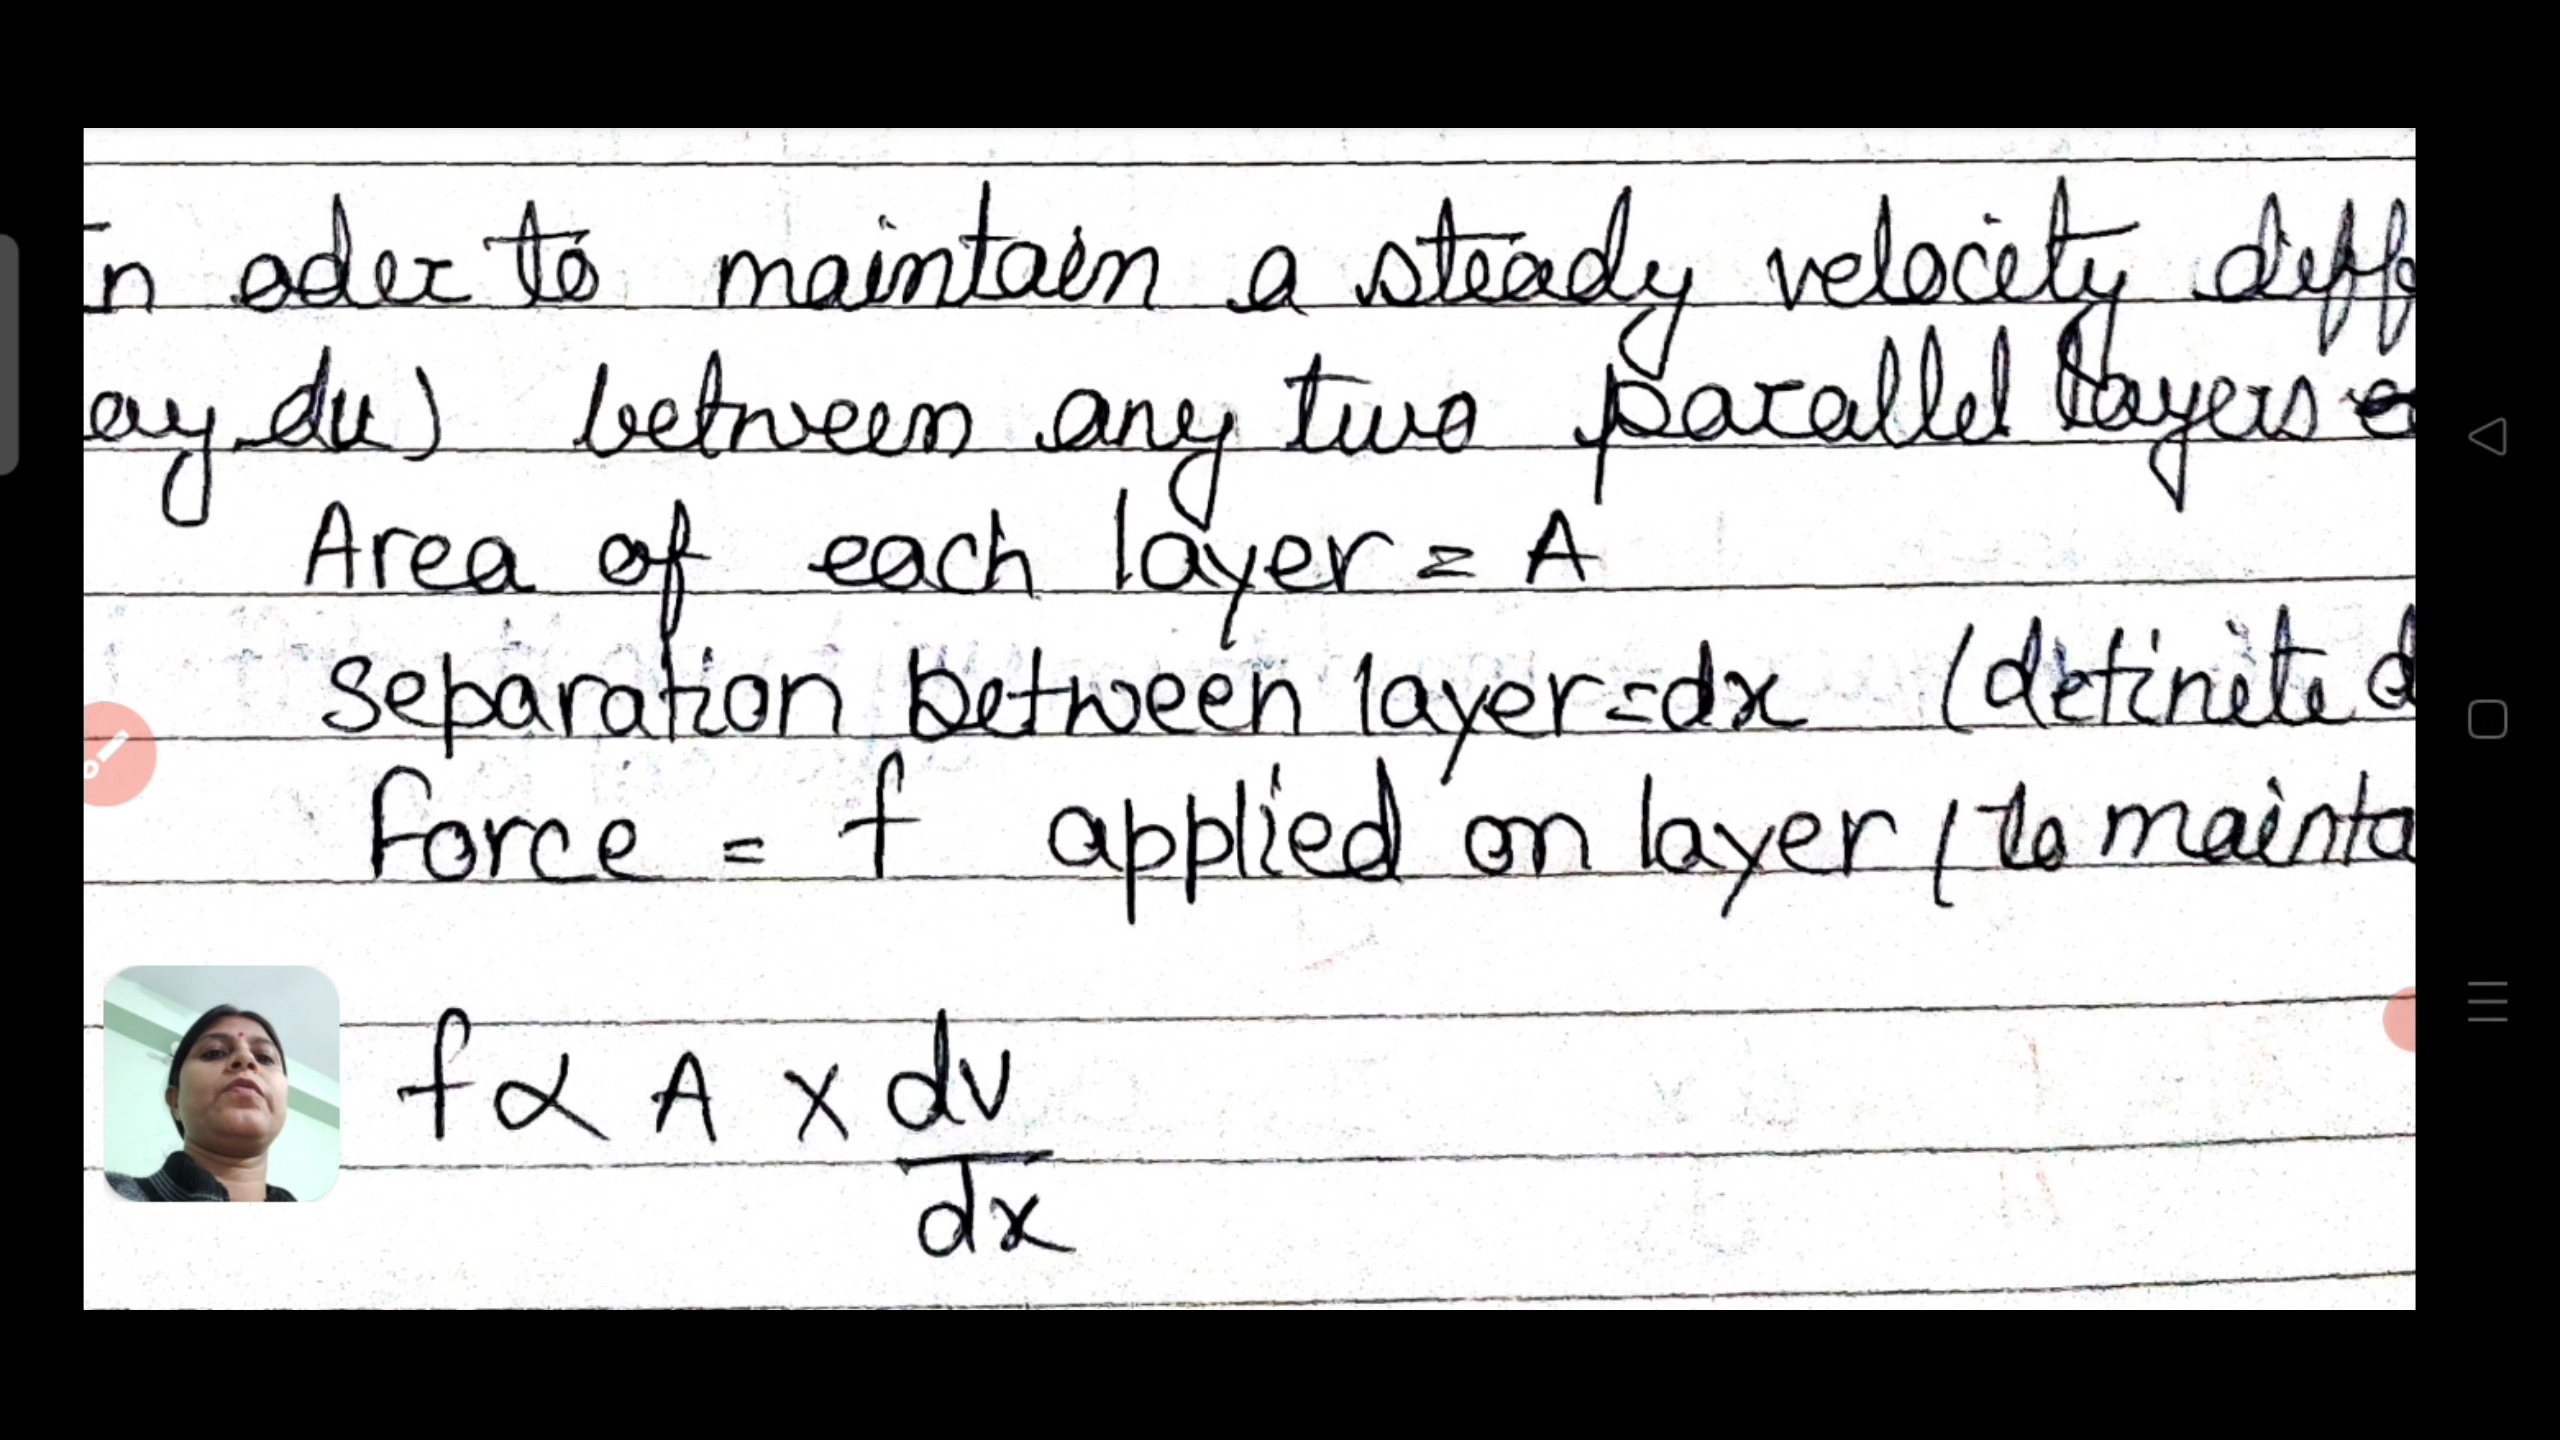 In oder to maintain a steady velocity diff
ay du) between any two parallel layers
Area of each layer = A
Separation between layer = dx (definite d
Force = f applied on layer ( to mainta
f ∝ A × dv
dx